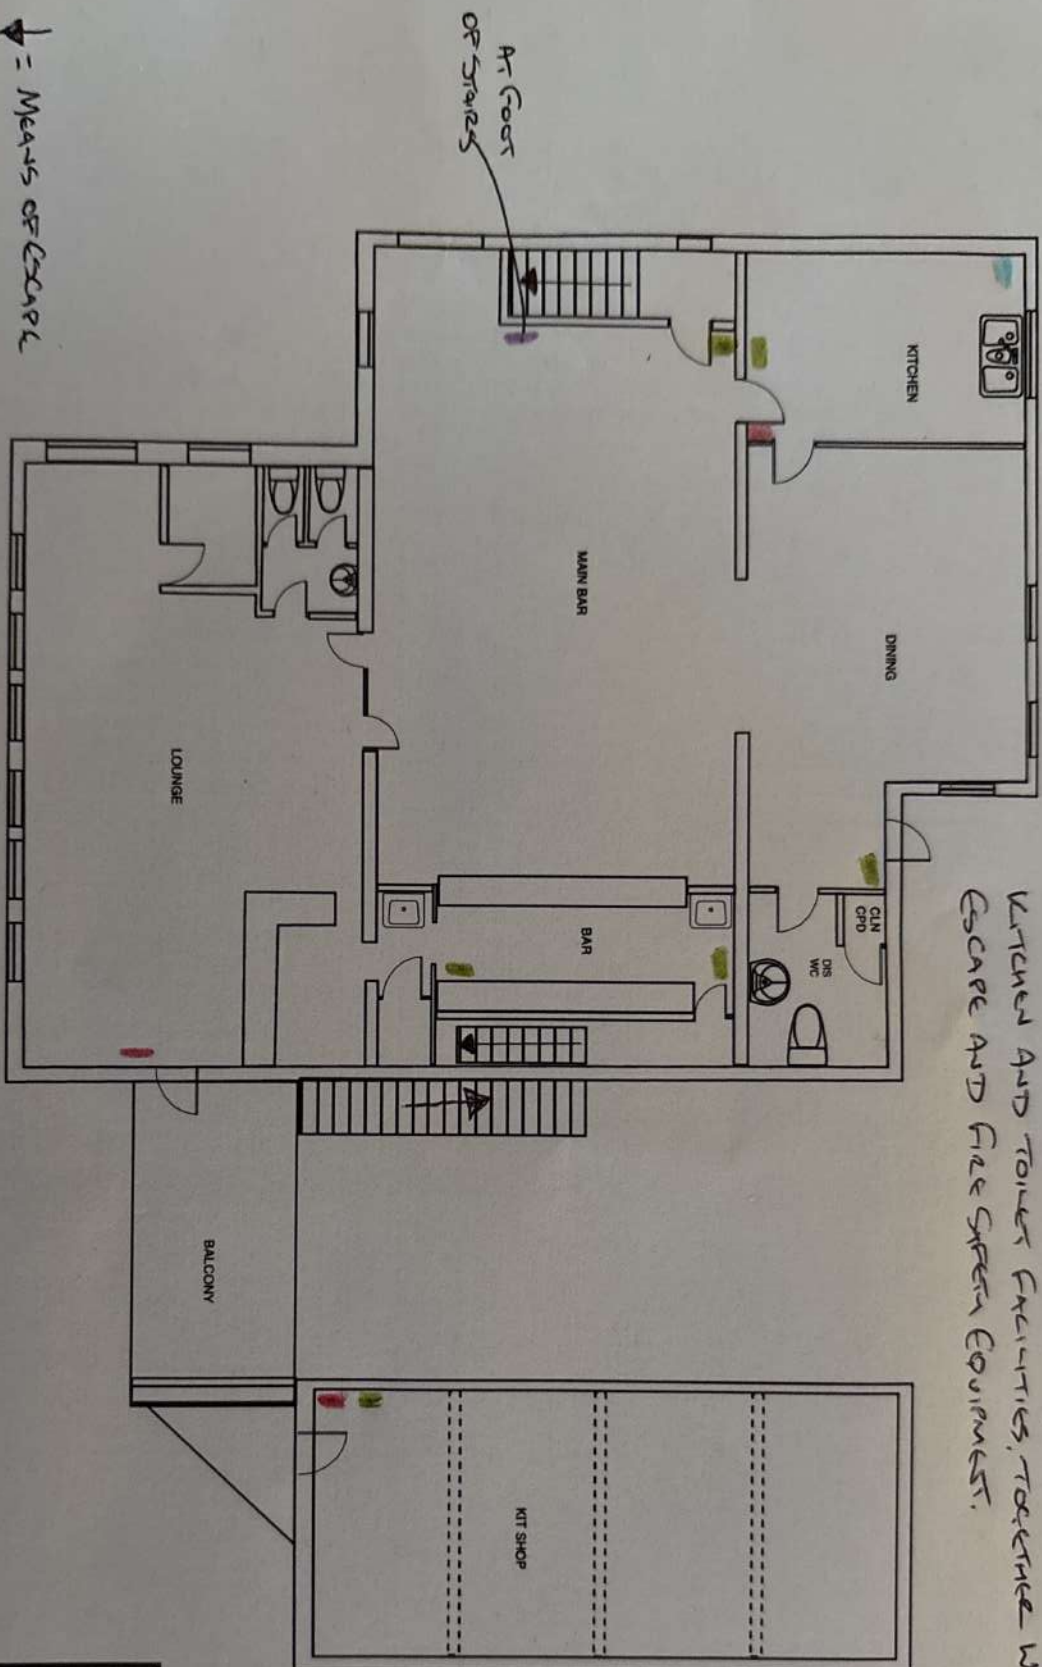 KITCHEN AND TOILET FACILITIES, TOGETHER W
ESCAPE AND FIRE SAFETY EQUIPMENT.
KITCHEN
DINING
CLN
CPD
DIS
WC
AT FOOT
OF STAIRS
MAIN BAR
BAR
KIT SHOP
LOUNGE
BALCONY
= MEANS OF ESCAPE